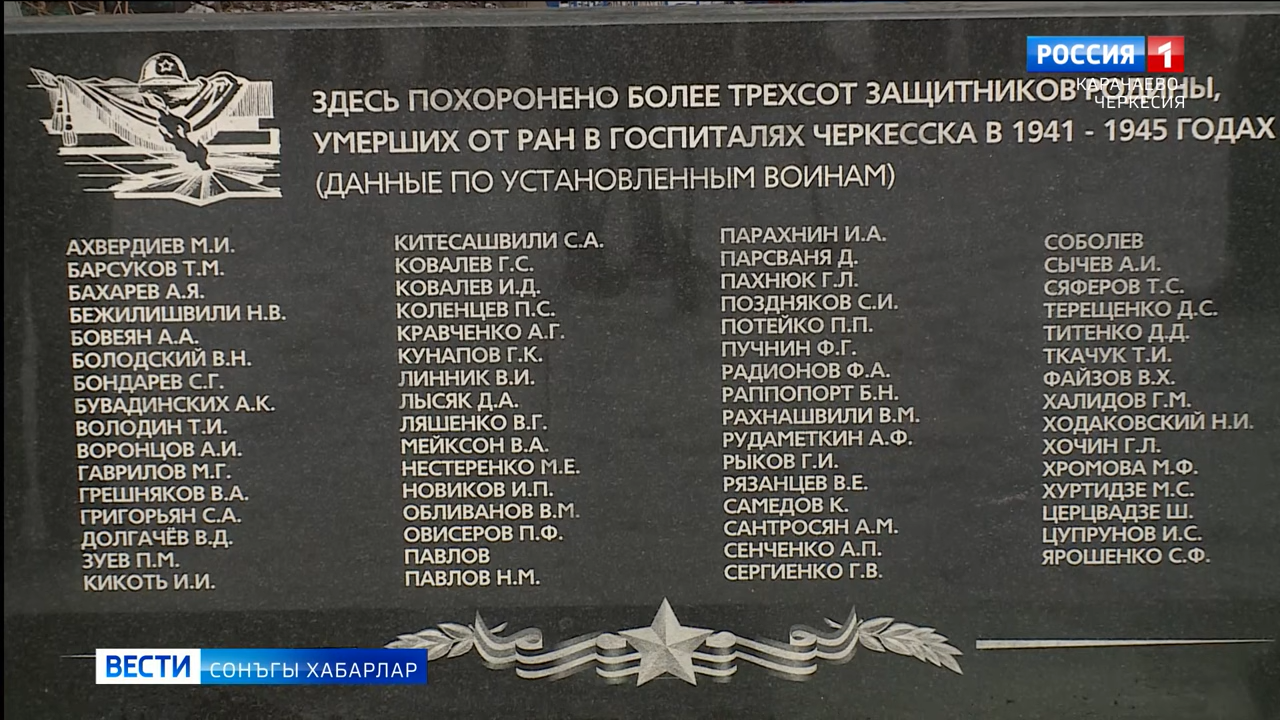 РОССИЯ 1
КАРАЧАЕВО
ЧЕРКЕСИЯ
ЗДЕСЬ ПОХОРОНЕНО БОЛЕЕ ТРЕХСОТ ЗАЩИТНИКОВ РОДИНЫ,
УМЕРШИХ ОТ РАН В ГОСПИТАЛЯХ ЧЕРКЕССКА В 1941 - 1945 ГОДАХ
(ДАННЫЕ ПО УСТАНОВЛЕННЫМ ВОИНАМ)
АХВЕРДИЕВ М.И.
БАРСУКОВ Т.М.
БАХАРЕВ А.Я.
БЕЖИЛИШВИЛИ Н.В.
БОВЕЯН А.А.
БОЛОДСКИЙ В.Н.
БОНДАРЕВ С.Г.
БУВАДИНСКИХ А.К.
ВОЛОДИН Т.И.
ВОРОНЦОВ А.И.
ГАВРИЛОВ М.Г.
ГРЕШНЯКОВ В.А.
ГРИГОРЬЯН С.А.
ДОЛГАЧЁВ В.Д.
ЗУЕВ П.М.
КИКОТЬ И.И.
КИТЕСАШВИЛИ С.А.
КОВАЛЕВ Г.С.
КОВАЛЕВ И.Д.
КОЛЕНЦЕВ П.С.
КРАВЧЕНКО А.Г.
КУНАПОВ Г.К.
ЛИННИК В.И.
ЛЫСЯК Д.А.
ЛЯШЕНКО В.Г.
МЕЙКСОН В.А.
НЕСТЕРЕНКО М.Е.
НОВИКОВ И.П.
ОБЛИВАНОВ В.М.
ОВИСЕРОВ П.Ф.
ПАВЛОВ
ПАВЛОВ Н.М.
ПАРАХНИН И.А.
ПАРСВАНЯ Д.
ПАХНЮК Г.Л.
ПОЗДНЯКОВ С.И.
ПОТЕЙКО П.П.
ПУЧНИН Ф.Г.
РАДИОНОВ Ф.А.
РАППОПОРТ Б.Н.
РАХНАШВИЛИ В.М.
РУДАМЕТКИН А.Ф.
РЫКОВ Г.И.
РЯЗАНЦЕВ В.Е.
САМЕДОВ К.
САНТРОСЯН А.М.
СЕНЧЕНКО А.П.
СЕРГИЕНКО Г.В.
СОБОЛЕВ
СЫЧЕВ А.И.
СЯФЕРОВ Т.С.
ТЕРЕЩЕНКО Д.С.
ТИТЕНКО Д.Д.
ТКАЧУК Т.И.
ФАЙЗОВ В.Х.
ХАЛИДОВ Г.М.
ХОДАКОВСКИЙ Н.И.
ХОЧИН Г.Л.
ХРОМОВА М.Ф.
ХУРТИДЗЕ М.С.
ЦЕРЦВАДЗЕ Ш.
ЦУПРУНОВ И.С.
ЯРОШЕНКО С.Ф.
ВЕСТИ СОНЪГЫ ХАБАРЛАР